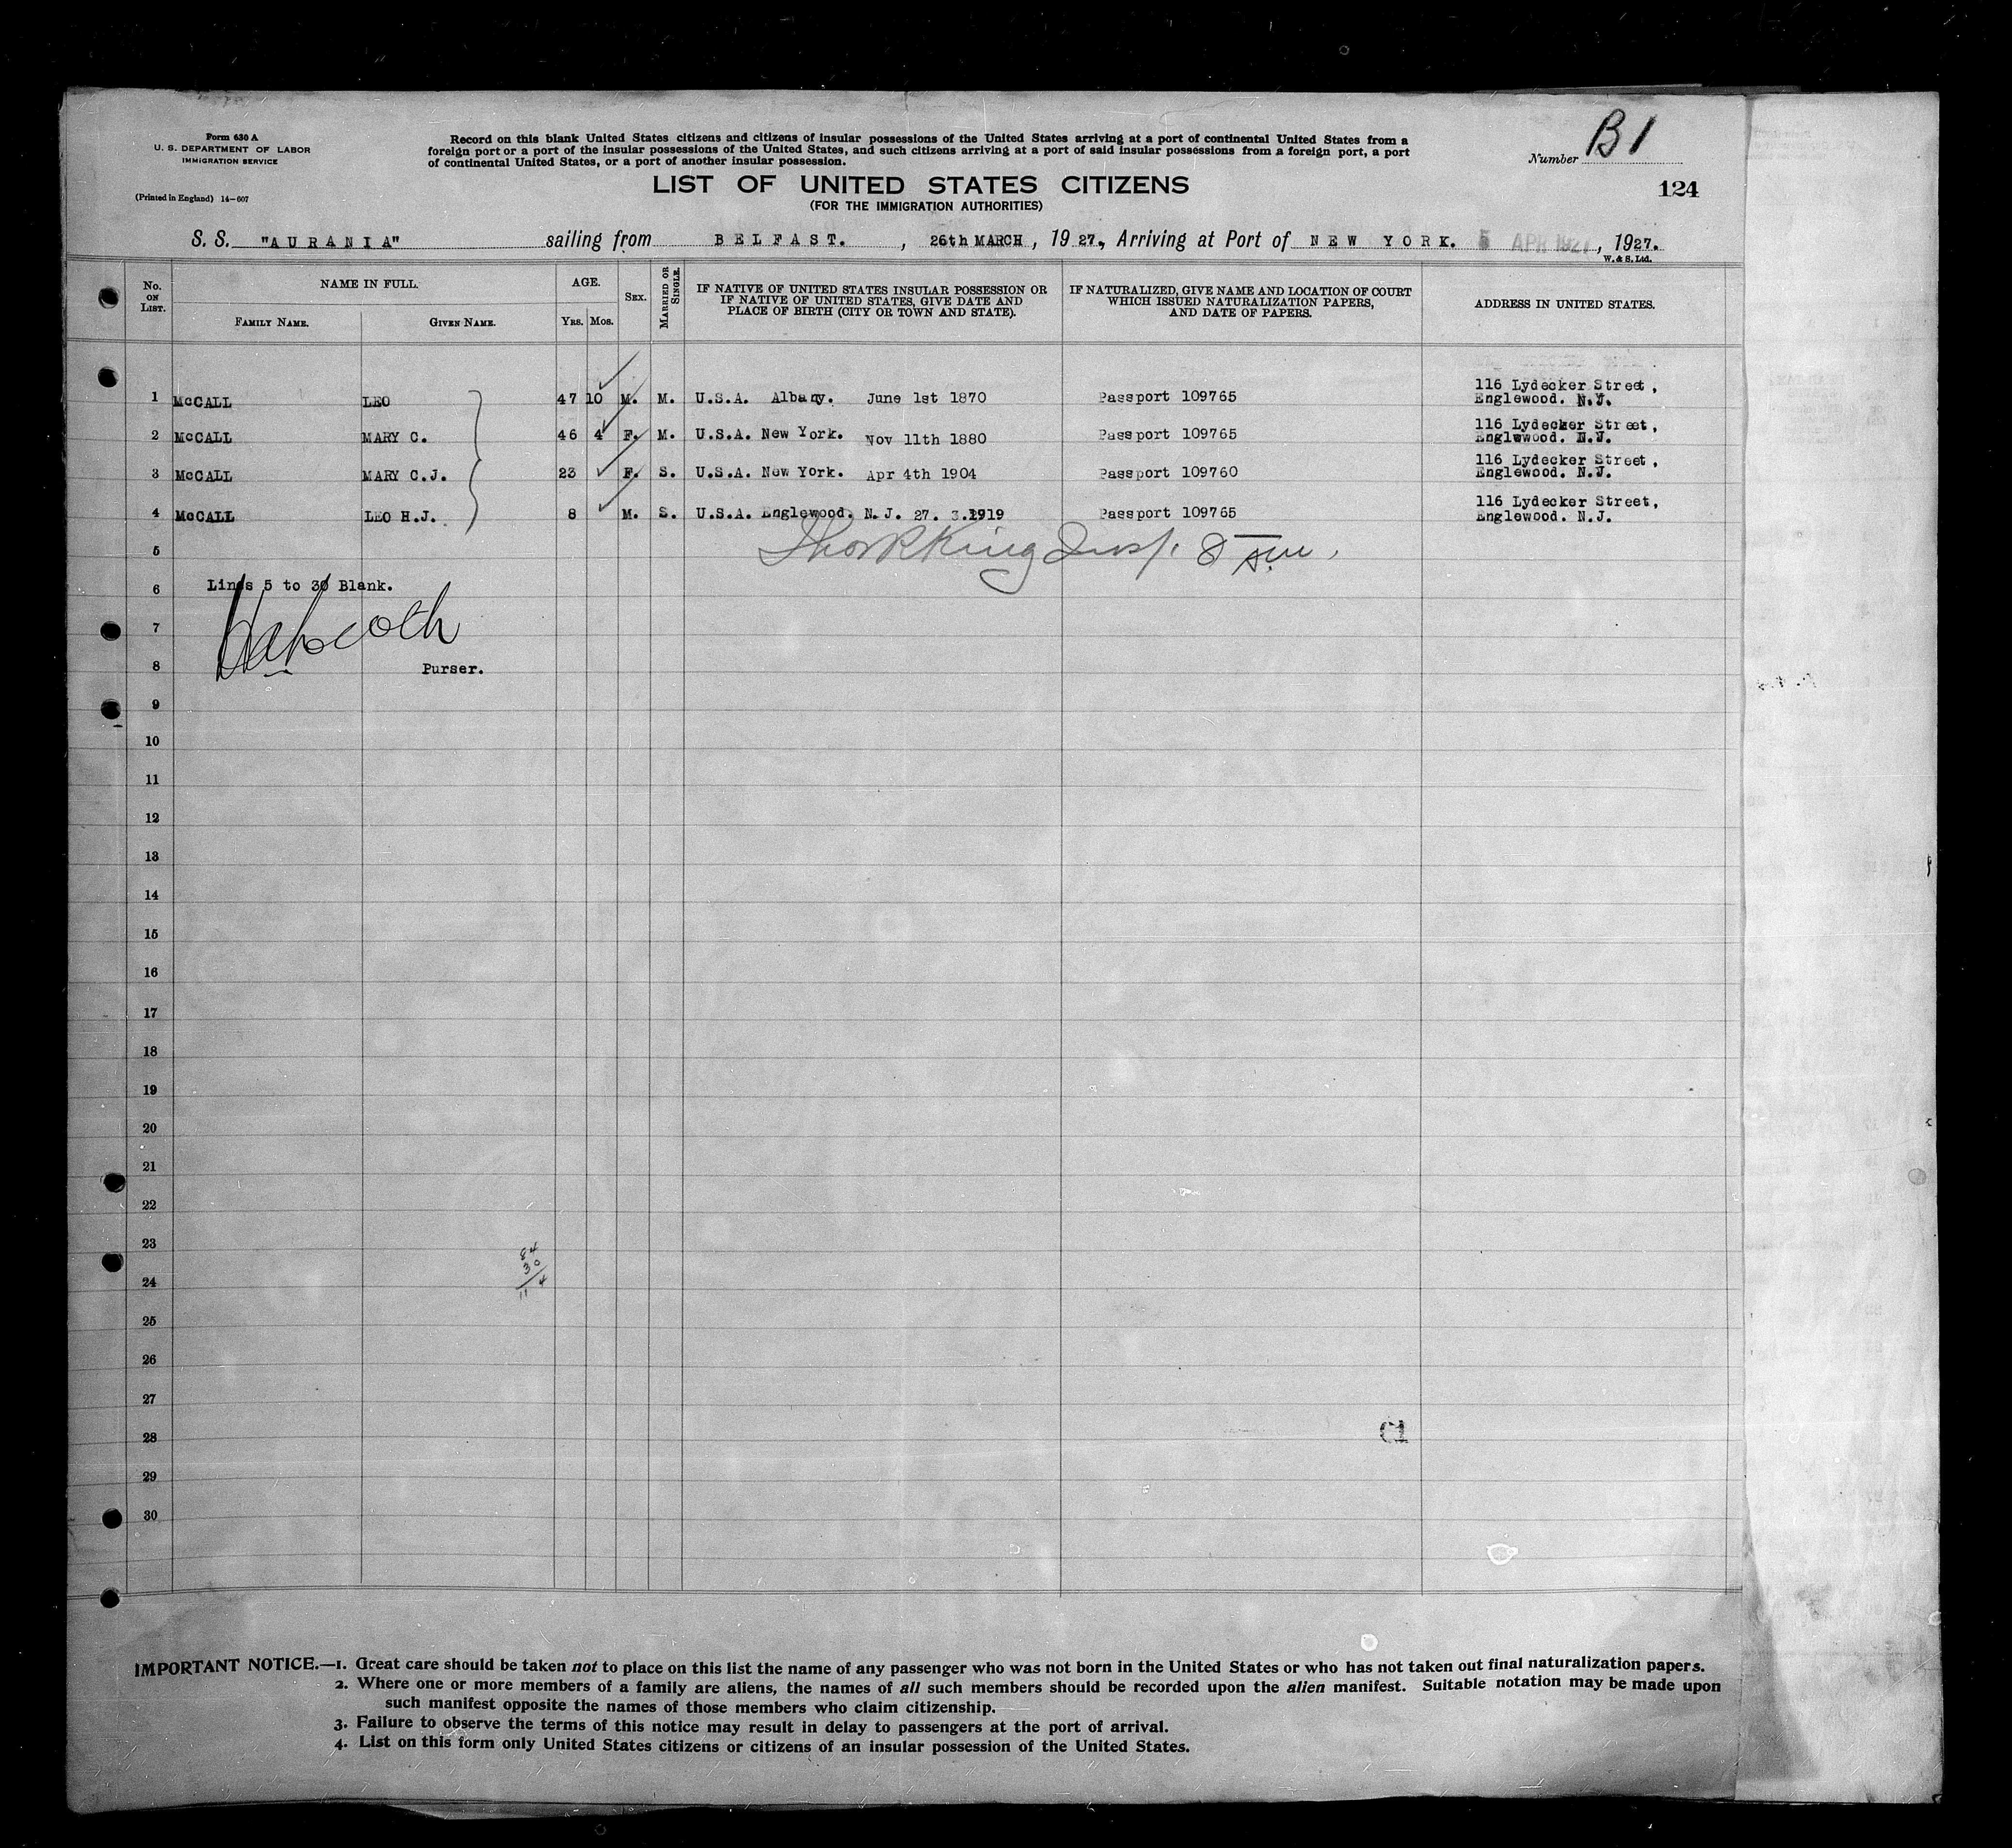 Form 630 A
U. S. DEPARTMENT OF LABOR
IMMIGRATION SERVICE
(Printed in England) 14-607
Record on this blank United States citizens and citizens of insular possessions of the United States arriving at a port of continental United States from a
foreign port or a port of the insular possessions of the United States, and such citizens arriving at a port of said insular possessions from a foreign port, a port
of continental United States, or a port of another insular possession.
Number B1
LIST OF UNITED STATES CITIZENS
(FOR THE IMMIGRATION AUTHORITIES)
124
S. S. "AURANIA" sailing from BELFAST. , 26th MARCH , 1927., Arriving at Port of NEW YORK. 5 APR 1927 , 1927.
W. & S. Ltd.
No. ON LIST. NAME IN FULL. AGE. SEX. MARRIED OR SINGLE. IF NATIVE OF UNITED STATES INSULAR POSSESSION OR IF NATIVE OF UNITED STATES, GIVE DATE AND PLACE OF BIRTH (CITY OR TOWN AND STATE). IF NATURALIZED, GIVE NAME AND LOCATION OF COURT WHICH ISSUED NATURALIZATION PAPERS, AND DATE OF PAPERS. ADDRESS IN UNITED STATES.
FAMILY NAME. GIVEN NAME. YRS. MOS.
1 McCALL LEO 47 10 M. M. U.S.A. Albany. June 1st 1870 Passport 109765 116 Lydecker Street, Englewood. N.J.
2 McCALL MARY C. 46 4 F. M. U.S.A. New York. Nov 11th 1880 Passport 109765 116 Lydecker Street, Englwwood. N.J.
3 McCALL MARY C.J. 23 F. S. U.S.A. New York. Apr 4th 1904 Passport 109760 116 Lydecker Street, Englewood. N.J.
4 McCALL LEO H.J. 8 M. S. U.S.A. Englewood. N.J. 27. 3.1919 Passport 109765 116 Lydecker Street, Englewood. N.J.
5 King Insp.
6 Lines 5 to 30 Blank.
7
8 Purser.
9
10
11
12
13
14
15
16
17
18
19
20
21
22
23
84
30
24
114
25
26
27
28
C1
29
30
IMPORTANT NOTICE.—1. Great care should be taken not to place on this list the name of any passenger who was not born in the United States or who has not taken out final naturalization papers.
2. Where one or more members of a family are aliens, the names of all such members should be recorded upon the alien manifest. Suitable notation may be made upon
such manifest opposite the names of those members who claim citizenship.
3. Failure to observe the terms of this notice may result in delay to passengers at the port of arrival.
4. List on this form only United States citizens or citizens of an insular possession of the United States.